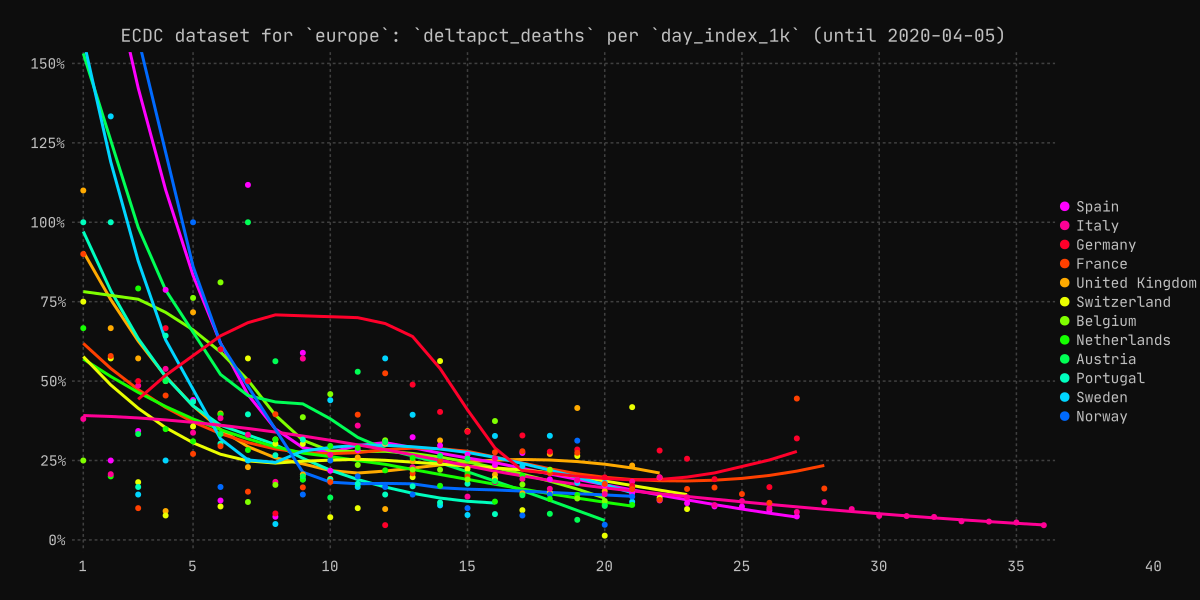 ECDC dataset for `europe`: `deltapct_deaths` per `day_index_1k` (until 2020-04-05)
150%
125%
100%
75%
50%
25%
0%
1 5 10 15 20 25 30 35 40
Spain
Italy
Germany
France
United Kingdom
Switzerland
Belgium
Netherlands
Austria
Portugal
Sweden
Norway